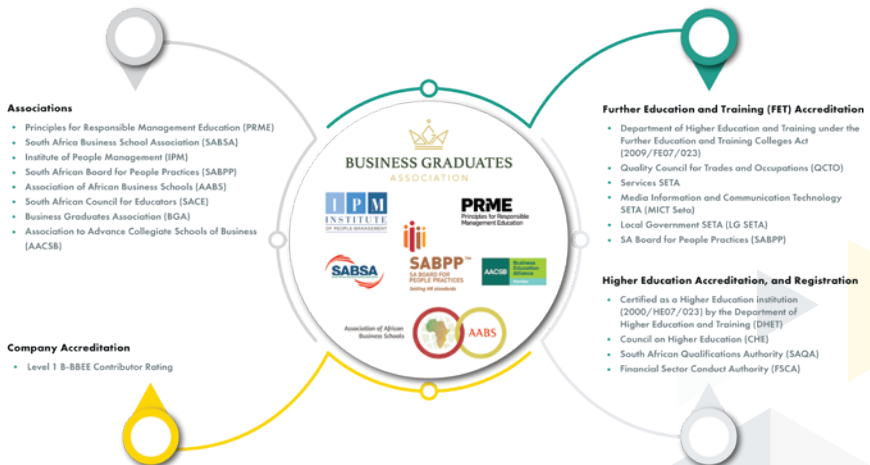 Associations
• Principles for Responsible Management Education (PRME)
• South Africa Business School Association (SABSA)
• Institute of People Management (IPM)
• South African Board for People Practices (SABPP)
• Association of African Business Schools (AABS)
• South African Council for Educators (SACE)
• Business Graduates Association (BGA)
• Association to Advance Collegiate Schools of Business
(AACSB)
Company Accreditation
• Level 1 B-BBEE Contributor Rating
BUSINESS GRADUATES
ASSOCIATION
IPM
INSTITUTE
OF PEOPLE MANAGEMENT
PRME
Principles for Responsible
Management Education
SABSA
SABPP™
SA BOARD FOR
PEOPLE PRACTICES
Setting HR standards
AACSB
Business
Education
Alliance
Member
Association of African
Business Schools
AABS
Further Education and Training (FET) Accreditation
• Department of Higher Education and Training under the
Further Education and Training Colleges Act
(2009/FE07/023)
• Quality Council for Trades and Occupations (QCTO)
• Services SETA
• Media Information and Communication Technology
SETA (MICT Seta)
• Local Government SETA (LG SETA)
• SA Board for People Practices (SABPP)
Higher Education Accreditation, and Registration
• Certified as a Higher Education institution
(2000/HE07/023) by the Department of
Higher Education and Training (DHET)
• Council on Higher Education (CHE)
• South African Qualifications Authority (SAQA)
• Financial Sector Conduct Authority (FSCA)